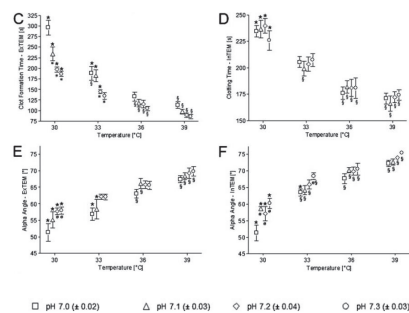 C
Clot Formation Time - ExTEM [s]
300
275
250
225
200
175
150
125
100
75
30 33 36 39
Temperature [°C]
D
Clotting Time - InTEM [s]
250
225
200
175
150
30 33 36 39
Temperature [°C]
E
Alpha Angle - ExTEM [°]
75
70
65
60
55
50
45
30 33 36 39
Temperature [°C]
F
Alpha Angle - InTEM [°]
75
70
65
60
55
50
45
30 33 36 39
Temperature [°C]
pH 7.0 (± 0.02) pH 7.1 (± 0.03) pH 7.2 (± 0.04) pH 7.3 (± 0.03)